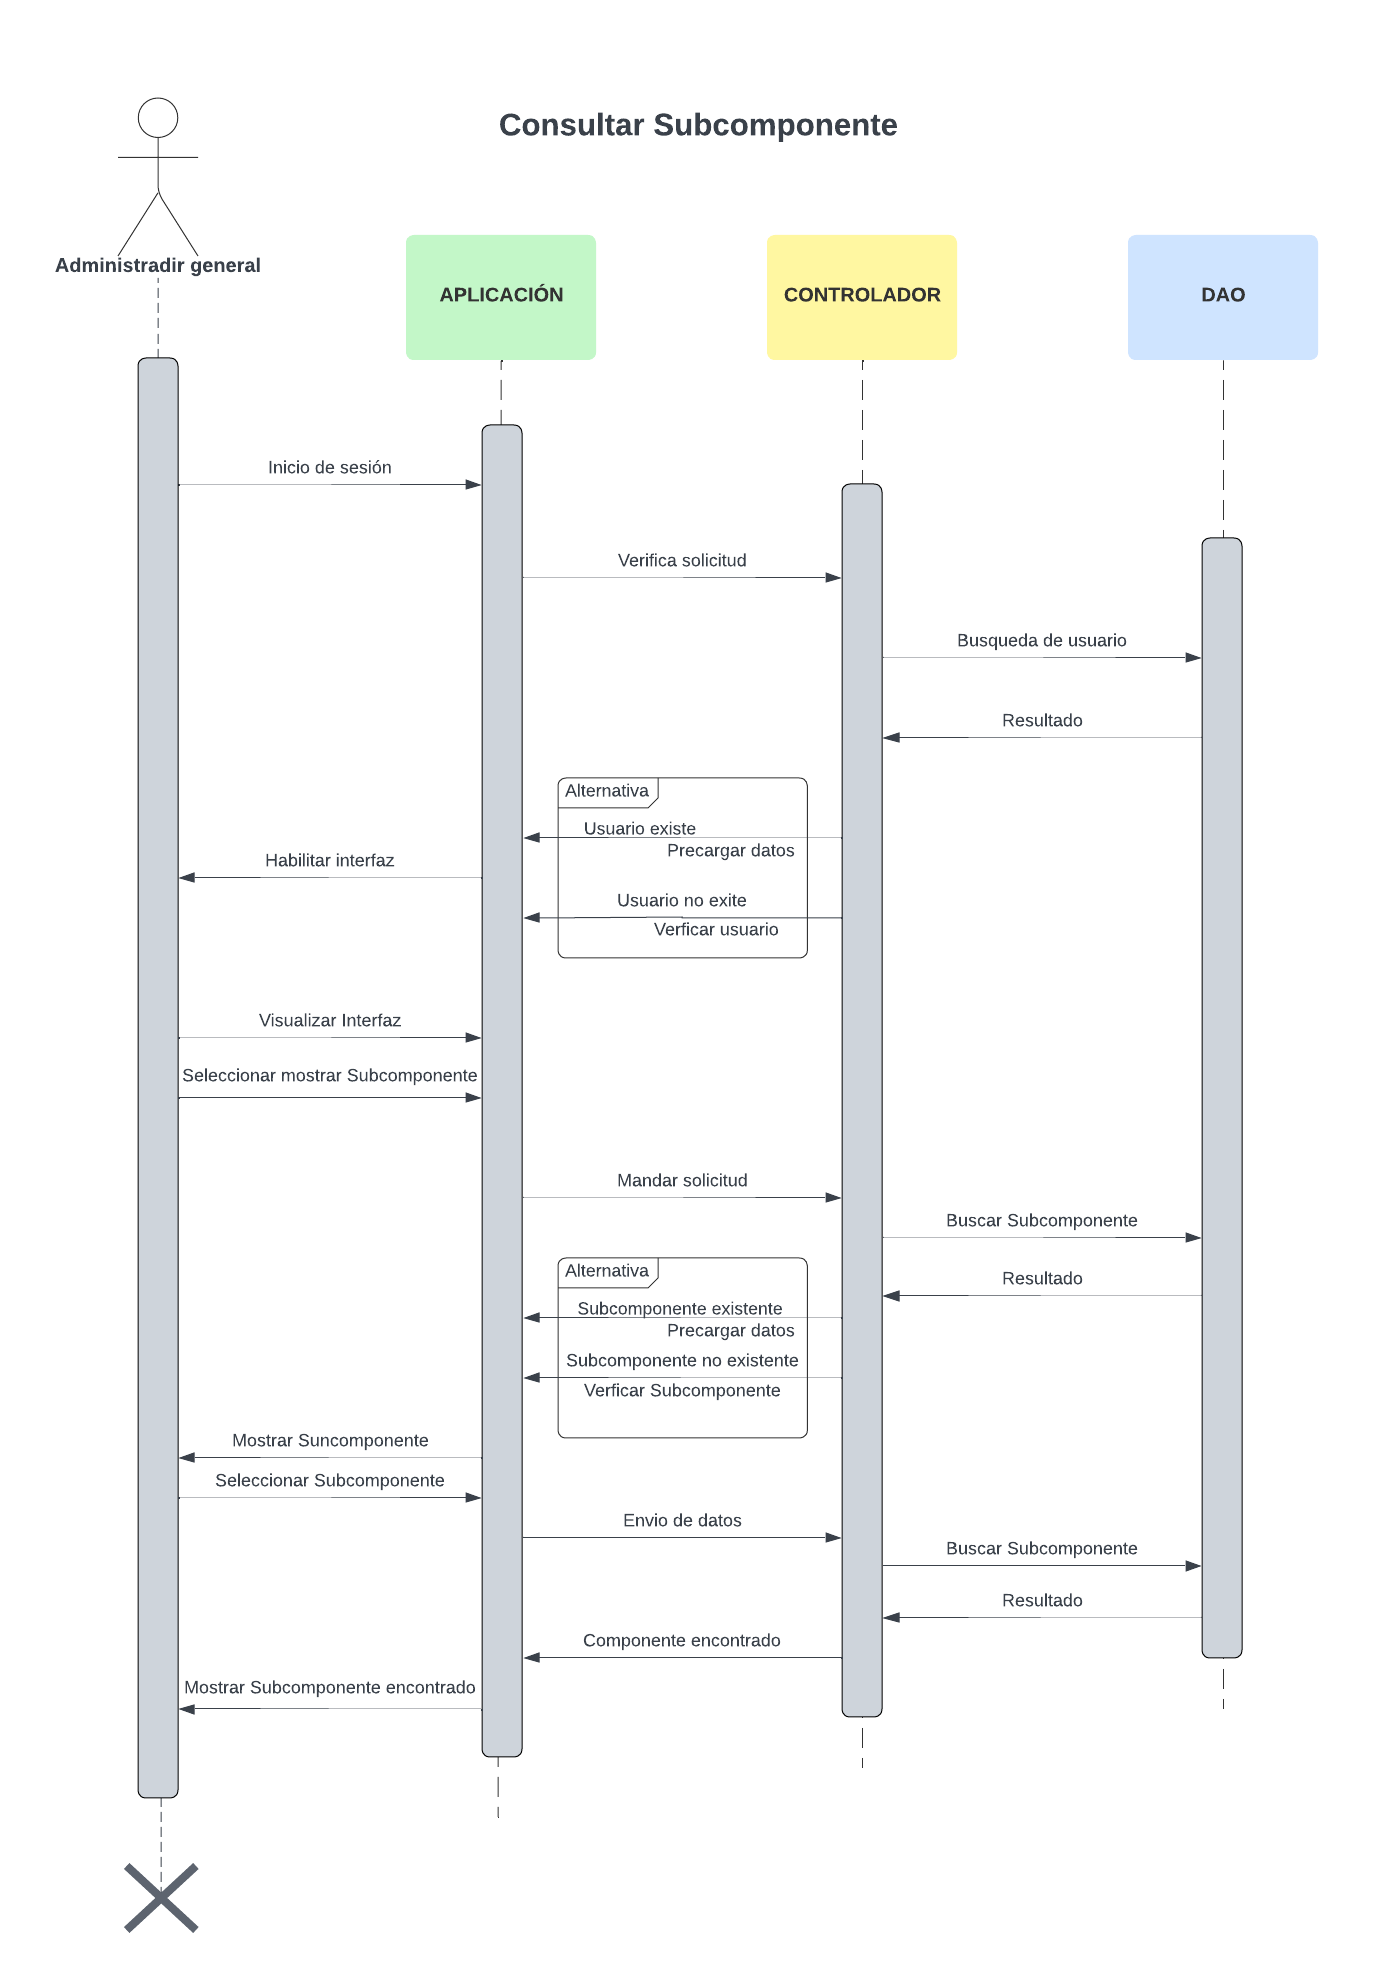 Consultar Subcomponente
Administradir general
APLICACIÓN
CONTROLADOR
DAO
Inicio de sesión
Verifica solicitud
Busqueda de usuario
Resultado
Alternativa
Usuario existe
Precargar datos
Habilitar interfaz
Usuario no exite
Verficar usuario
Visualizar Interfaz
Seleccionar mostrar Subcomponente
Mandar solicitud
Buscar Subcomponente
Alternativa
Resultado
Subcomponente existente
Precargar datos
Subcomponente no existente
Verficar Subcomponente
Mostrar Suncomponente
Seleccionar Subcomponente
Envio de datos
Buscar Subcomponente
Resultado
Componente encontrado
Mostrar Subcomponente encontrado